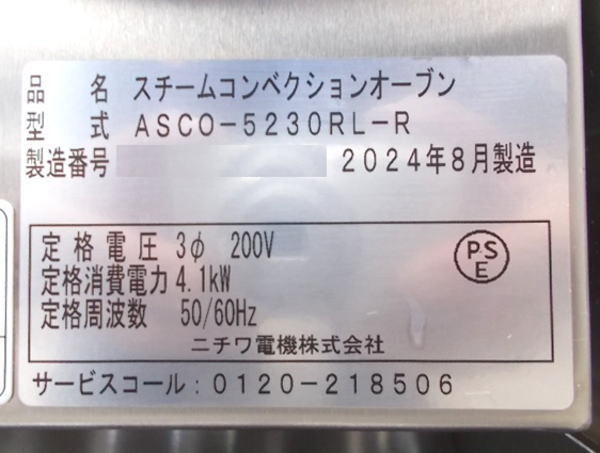 品名 スチームコンベクションオーブン
型式 ASCO-5230RL-R
製造番号 2024年8月製造
定格電圧 3φ 200V
定格消費電力 4.1kW
定格周波数 50/60Hz
PSE
ニチワ電機株式会社
サービスコール:0120-218506